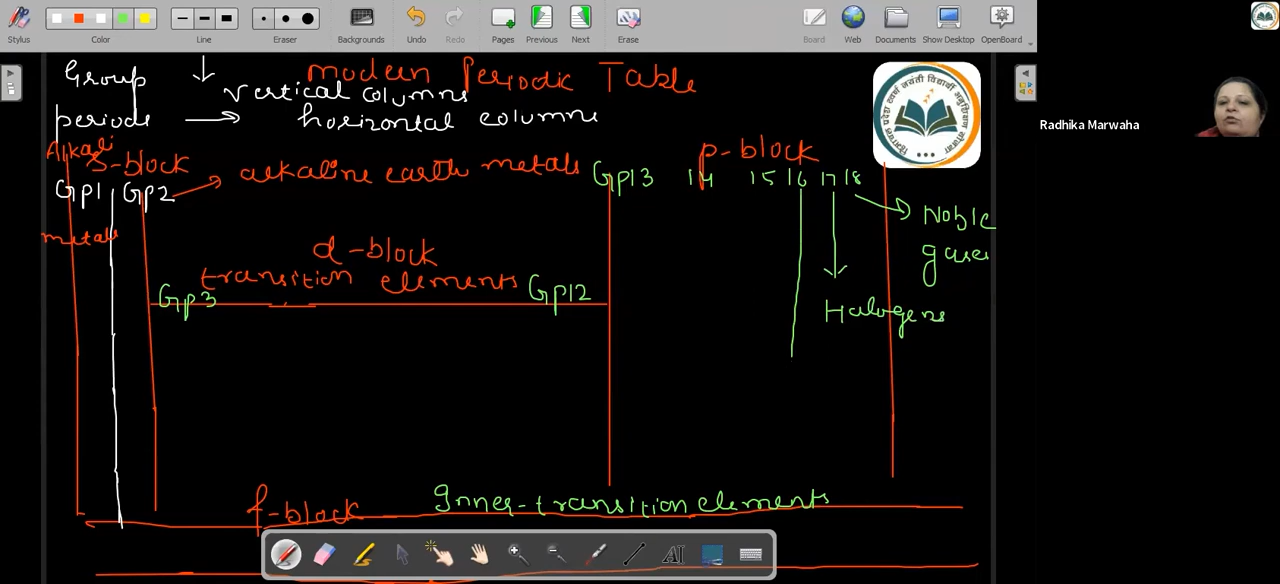 Stylus
Color
Line
Eraser
Backgrounds
Undo
Redo
Pages
Previous
Next
Erase
Board
Web
Documents
Show Desktop
OpenBoard
Group ↓ modern Periodic Table
vertical columns
periods → horizontal columns
Alkali s-block alkaline earth metals p-block
Gp1 Gp2 Gp13 14 15 16 17 18
metals
Noble
gases
d-block
transition elements
Gp3 Gp12
Halogens
f-block Inner-transition elements
Radhika Marwaha